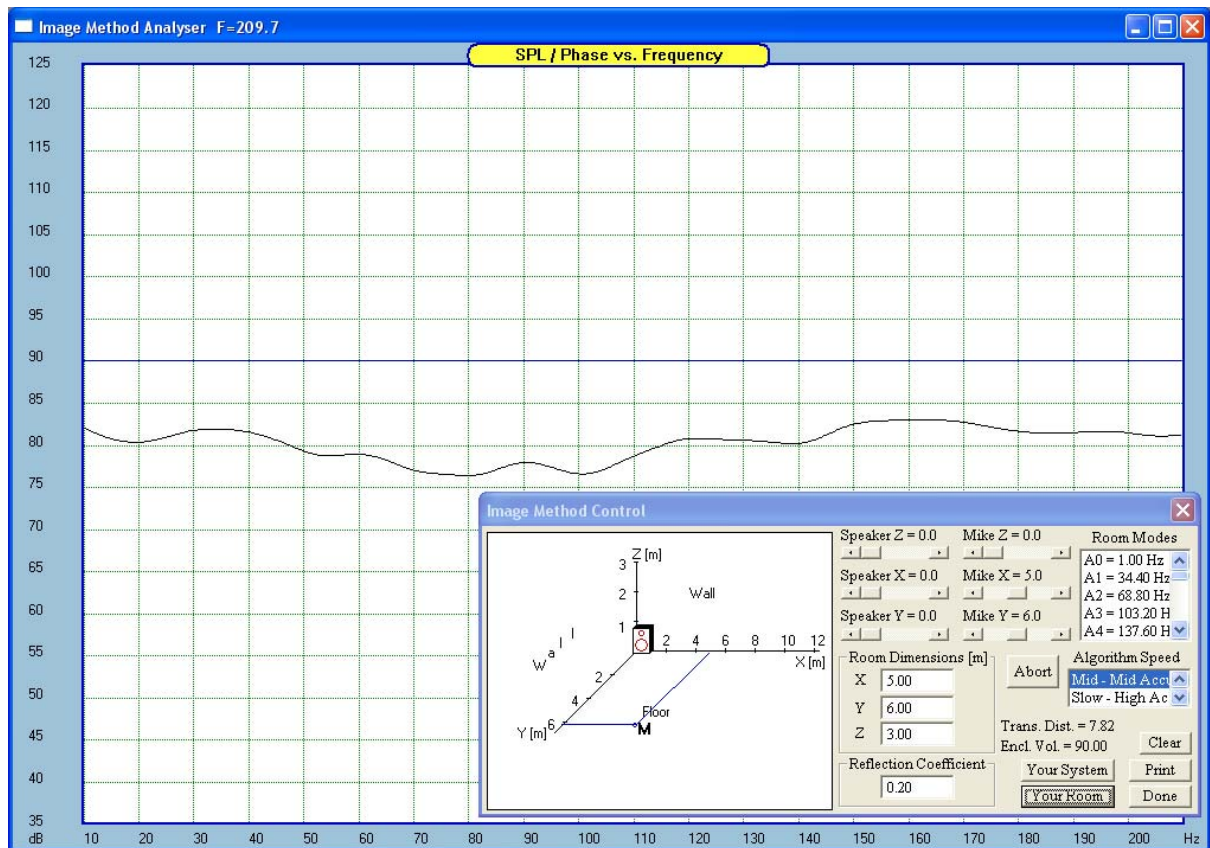 Image Method Analyser F=209.7
SPL / Phase vs. Frequency
125
120
115
110
105
100
95
90
85
80
75
70
65
60
55
50
45
40
35
dB 10 20 30 40 50 60 70 80 90 100 110 120 130 140 150 160 170 180 190 200 Hz
Image Method Control
Z [m]
3
2
1
Wall
Wall
2 4 6 8 10 12
X [m]
2
4
6
Y [m]
Floor
M
Speaker Z = 0.0 Mike Z = 0.0
Speaker X = 0.0 Mike X = 5.0
Speaker Y = 0.0 Mike Y = 6.0
Room Modes
A0 = 1.00 Hz
A1 = 34.40 Hz
A2 = 68.80 Hz
A3 = 103.20 H
A4 = 137.60 H
Room Dimensions [m]
X 5.00
Y 6.00
Z 3.00
Abort
Algorithm Speed
Mid - Mid Accu
Slow - High Ac
Trans. Dist. = 7.82
Encl. Vol. = 90.00
Clear
Reflection Coefficient
0.20
Your System
Print
Your Room
Done